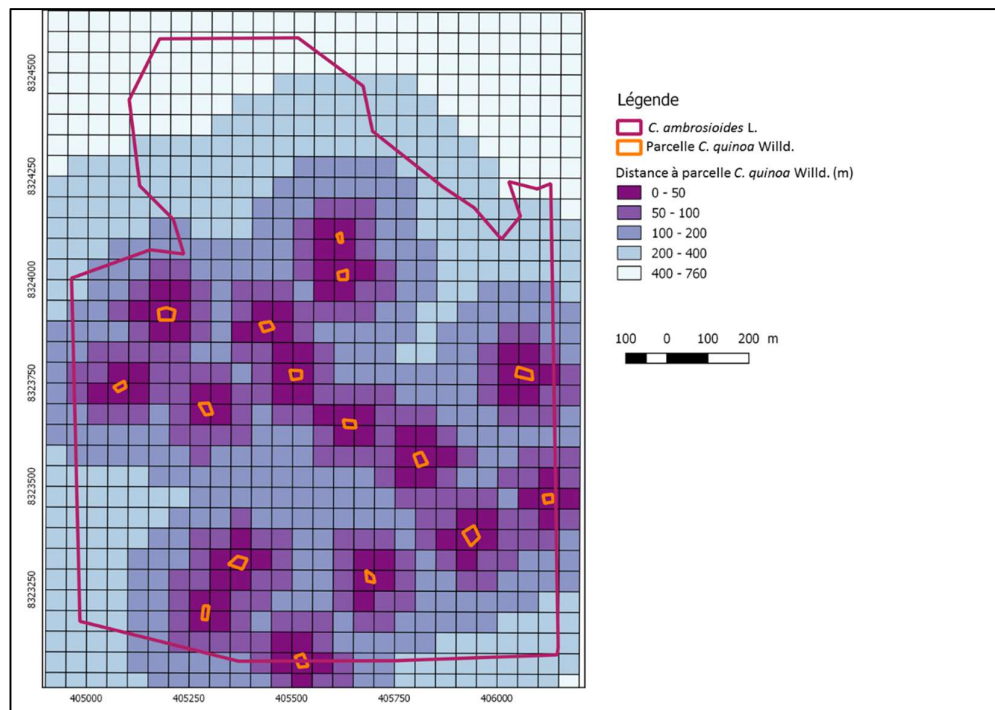 8324500
8324250
8324000
8323750
8323500
8323250
405000 405250 405500 405750 406000
Légende
C. ambrosioides L.
Parcelle C. quinoa Willd.
Distance à parcelle C. quinoa Willd. (m)
0 - 50
50 - 100
100 - 200
200 - 400
400 - 760
100 0 100 200 m